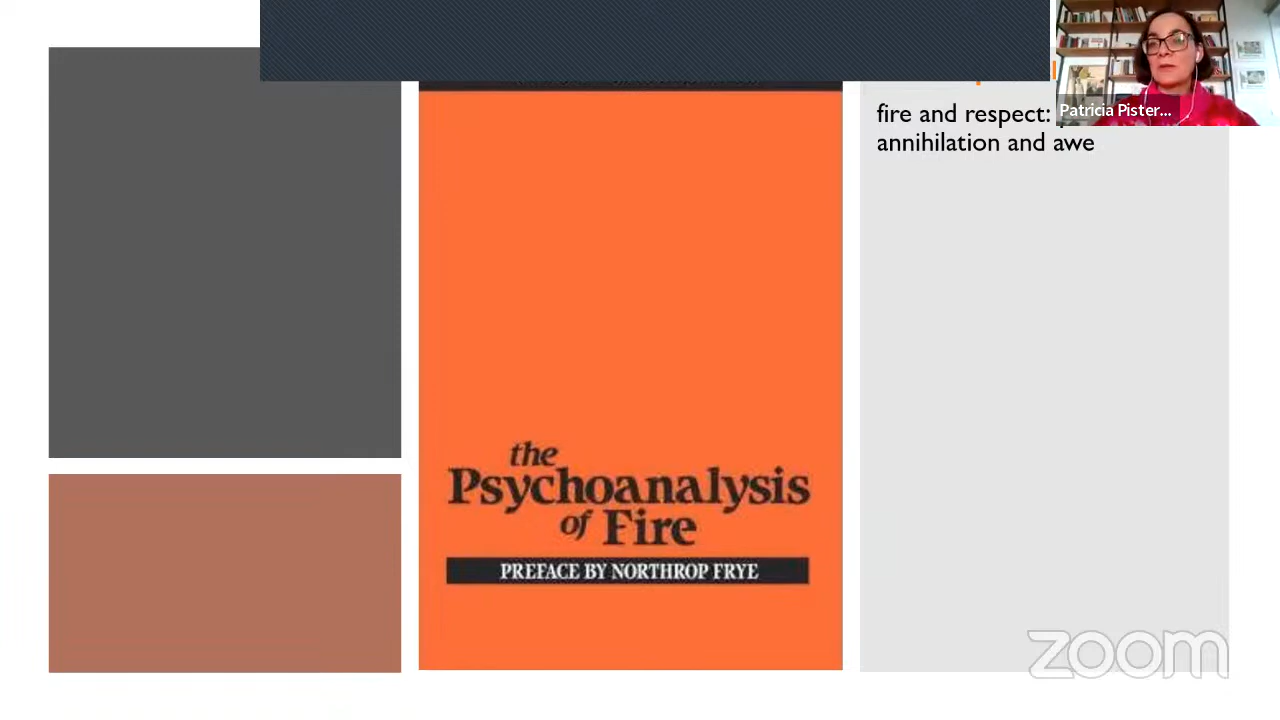 the
Psychoanalysis
of Fire
PREFACE BY NORTHROP FRYE
fire and respect:
annihilation and awe
Patricia Pister...
zoom